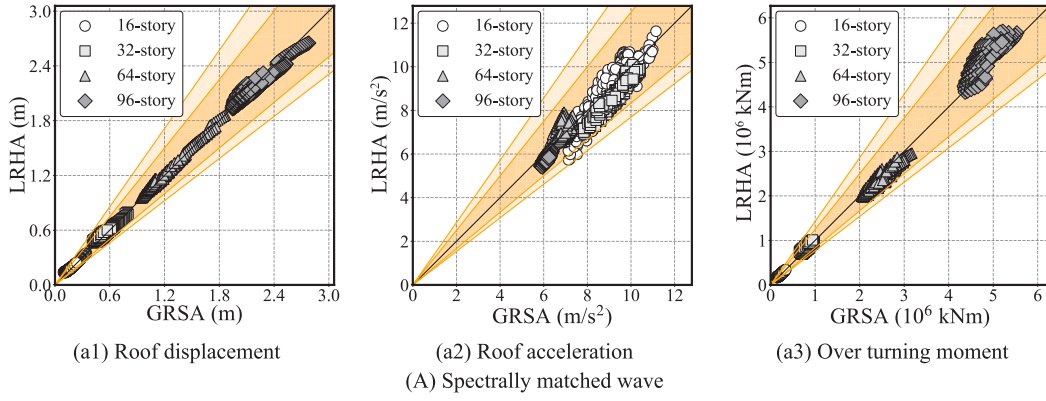 16-story
32-story
64-story
96-story
LRHA (m)
3.0
2.4
1.8
1.2
0.6
0.0
0.0 0.6 1.2 1.8 2.4 3.0
GRSA (m)
(a1) Roof displacement
16-story
32-story
64-story
96-story
LRHA (m/s²)
12
10
8
6
4
2
0
0 2 4 6 8 10 12
GRSA (m/s²)
(a2) Roof acceleration
16-story
32-story
64-story
96-story
LRHA (10⁶ kNm)
6
5
4
3
2
1
0
0 1 2 3 4 5 6
GRSA (10⁶ kNm)
(a3) Over turning moment
(A) Spectrally matched wave